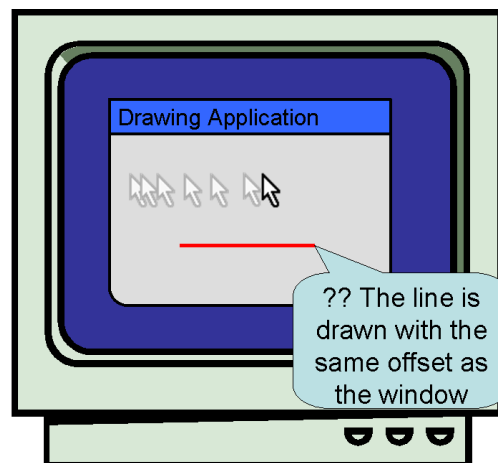 Drawing Application
?? The line is
drawn with the
same offset as
the window